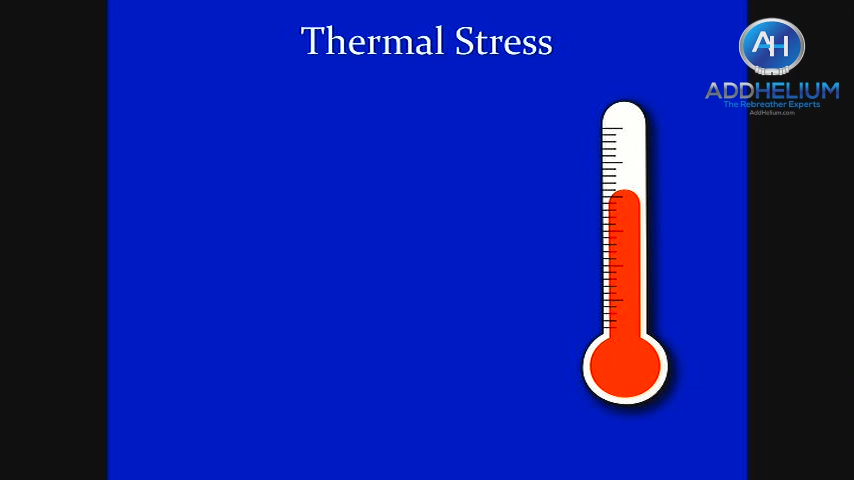 Thermal Stress
AH
ADDHELIUM
The Rebreather Experts
AddHelium.com